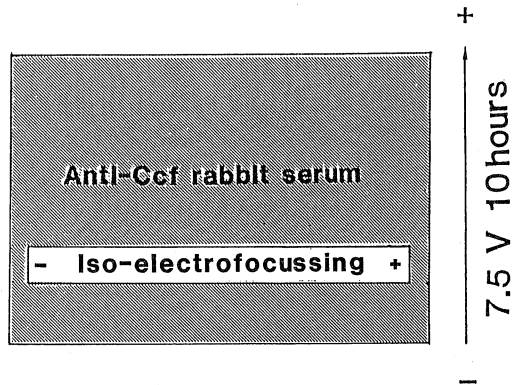 +
Anti-Ccf rabbit serum
- Iso-electrofocussing +
7.5 V 10 hours
-